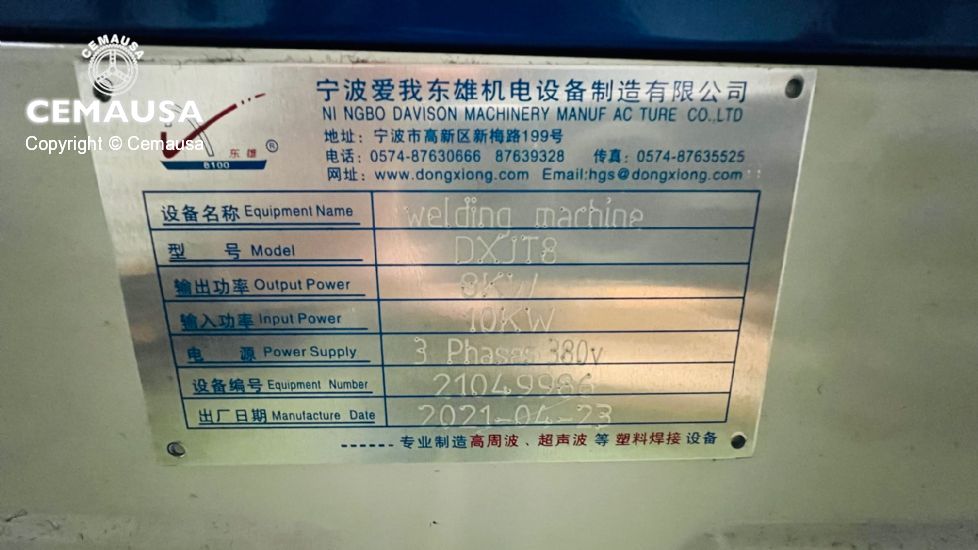 CEMAUSA
CEMAUSA
Copyright © Cemausa
东雄 ®
8100
宁波爱我东雄机电设备制造有限公司
NI NGBO DAVISON MACHINERY MANUF AC TURE CO.,LTD
地址：宁波市高新区新梅路199号
电话：0574-87630666 87639328 传真：0574-87635525
网址：www.dongxiong.com Email:hgs@dongxiong.com
设备名称 Equipment Name welding machine
型 号 Model DXJT8
输出功率 Output Power 8KW
输入功率 Input Power 10KW
电 源 Power Supply 3 Phases 380v
设备编号 Equipment Number 21049986
出厂日期 Manufacture Date 2021-04-23
------专业制造高周波、超声波等塑料焊接设备